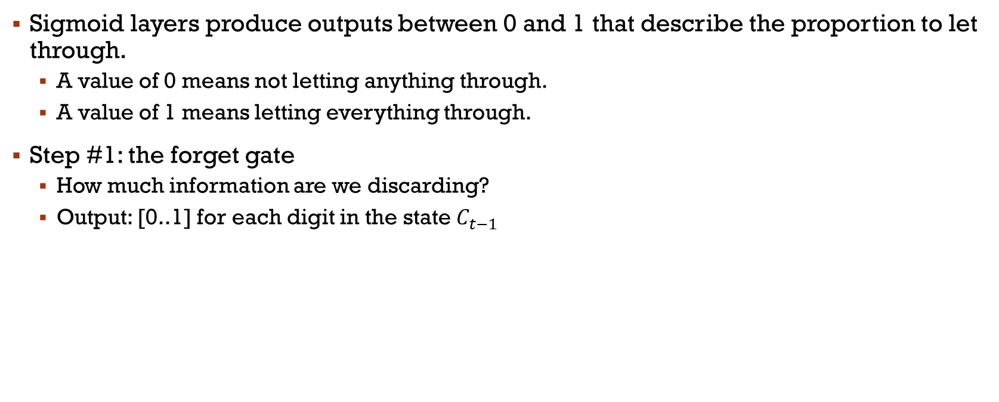 ▪ Sigmoid layers produce outputs between 0 and 1 that describe the proportion to let
through.
▪ A value of 0 means not letting anything through.
▪ A value of 1 means letting everything through.
▪ Step #1: the forget gate
▪ How much information are we discarding?
▪ Output: [0..1] for each digit in the state $C_{t-1}$